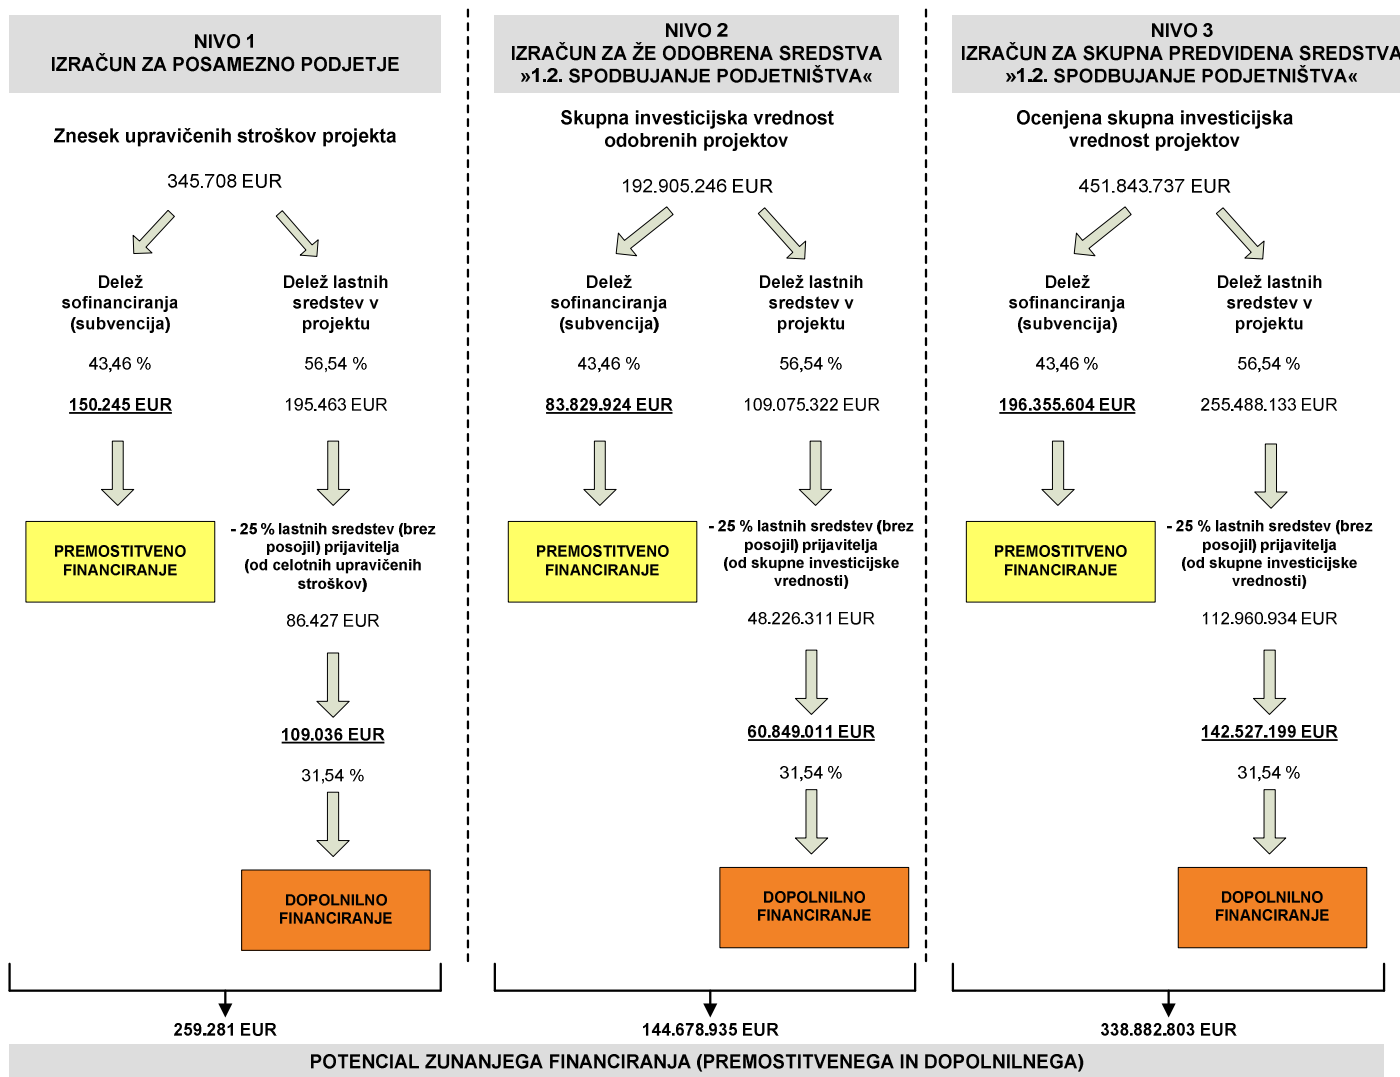 NIVO 1
IZRAČUN ZA POSAMEZNO PODJETJE
Znesek upravičenih stroškov projekta
345.708 EUR
Delež
sofinanciranja
(subvencija)
43,46 %
150.245 EUR
PREMOSTITVENO
FINANCIRANJE
Delež lastnih
sredstev v
projektu
56,54 %
195.463 EUR
- 25 % lastnih sredstev (brez
posojil) prijavitelja
(od celotnih upravičenih
stroškov)
86.427 EUR
109.036 EUR
31,54 %
DOPOLNILNO
FINANCIRANJE
259.281 EUR
NIVO 2
IZRAČUN ZA ŽE ODOBRENA SREDSTVA
»1.2. SPODBUJANJE PODJETNIŠTVA«
Skupna investicijska vrednost
odobrenih projektov
192.905.246 EUR
Delež
sofinanciranja
(subvencija)
43,46 %
83.829.924 EUR
PREMOSTITVENO
FINANCIRANJE
Delež lastnih
sredstev v
projektu
56,54 %
109.075.322 EUR
- 25 % lastnih sredstev (brez
posojil) prijavitelja
(od skupne investicijske
vrednosti)
48.226.311 EUR
60.849.011 EUR
31,54 %
DOPOLNILNO
FINANCIRANJE
144.678.935 EUR
NIVO 3
IZRAČUN ZA SKUPNA PREDVIDENA SREDSTVA
»1.2. SPODBUJANJE PODJETNIŠTVA«
Ocenjena skupna investicijska
vrednost projektov
451.843.737 EUR
Delež
sofinanciranja
(subvencija)
43,46 %
196.355.604 EUR
PREMOSTITVENO
FINANCIRANJE
Delež lastnih
sredstev v
projektu
56,54 %
255.488.133 EUR
- 25 % lastnih sredstev (brez
posojil) prijavitelja
(od skupne investicijske
vrednosti)
112.960.934 EUR
142.527.199 EUR
31,54 %
DOPOLNILNO
FINANCIRANJE
338.882.803 EUR
POTENCIAL ZUNANJEGA FINANCIRANJA (PREMOSTITVENEGA IN DOPOLNILNEGA)